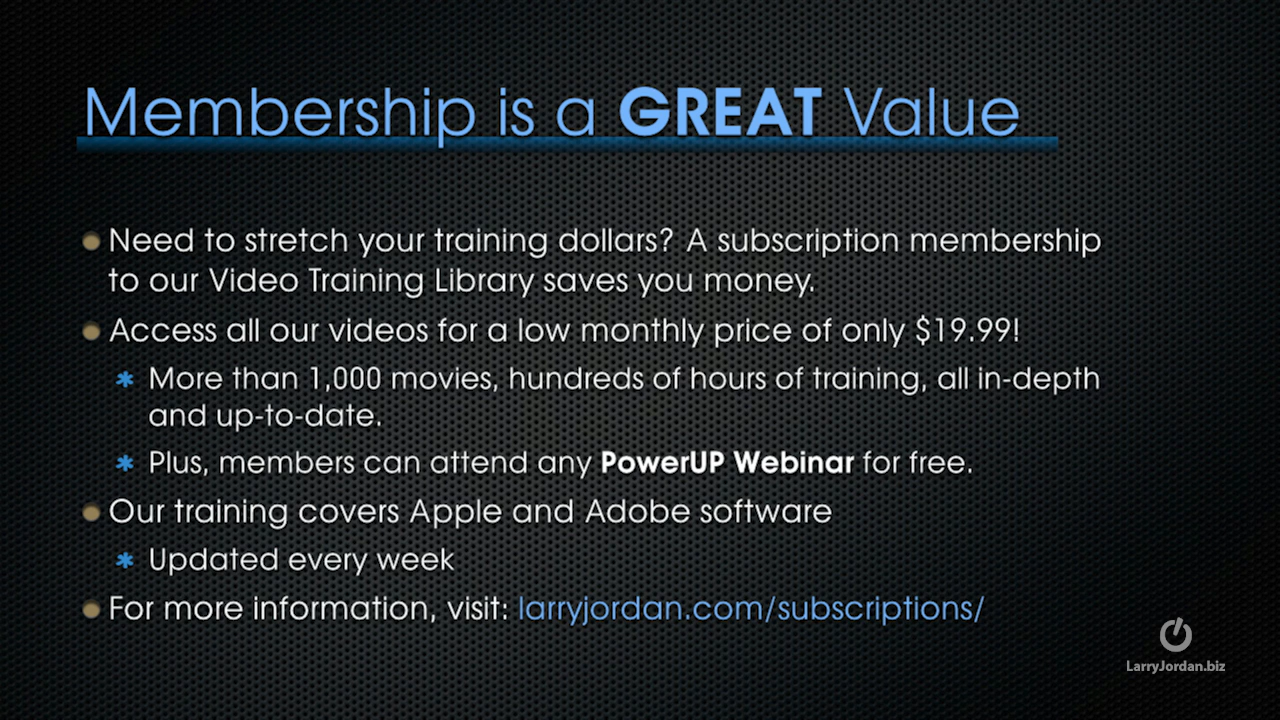 Membership is a GREAT Value
Need to stretch your training dollars? A subscription membership
to our Video Training Library saves you money.
Access all our videos for a low monthly price of only $19.99!
More than 1,000 movies, hundreds of hours of training, all in-depth
and up-to-date.
Plus, members can attend any PowerUP Webinar for free.
Our training covers Apple and Adobe software
Updated every week
For more information, visit: larryjordan.com/subscriptions/
LarryJordan.biz